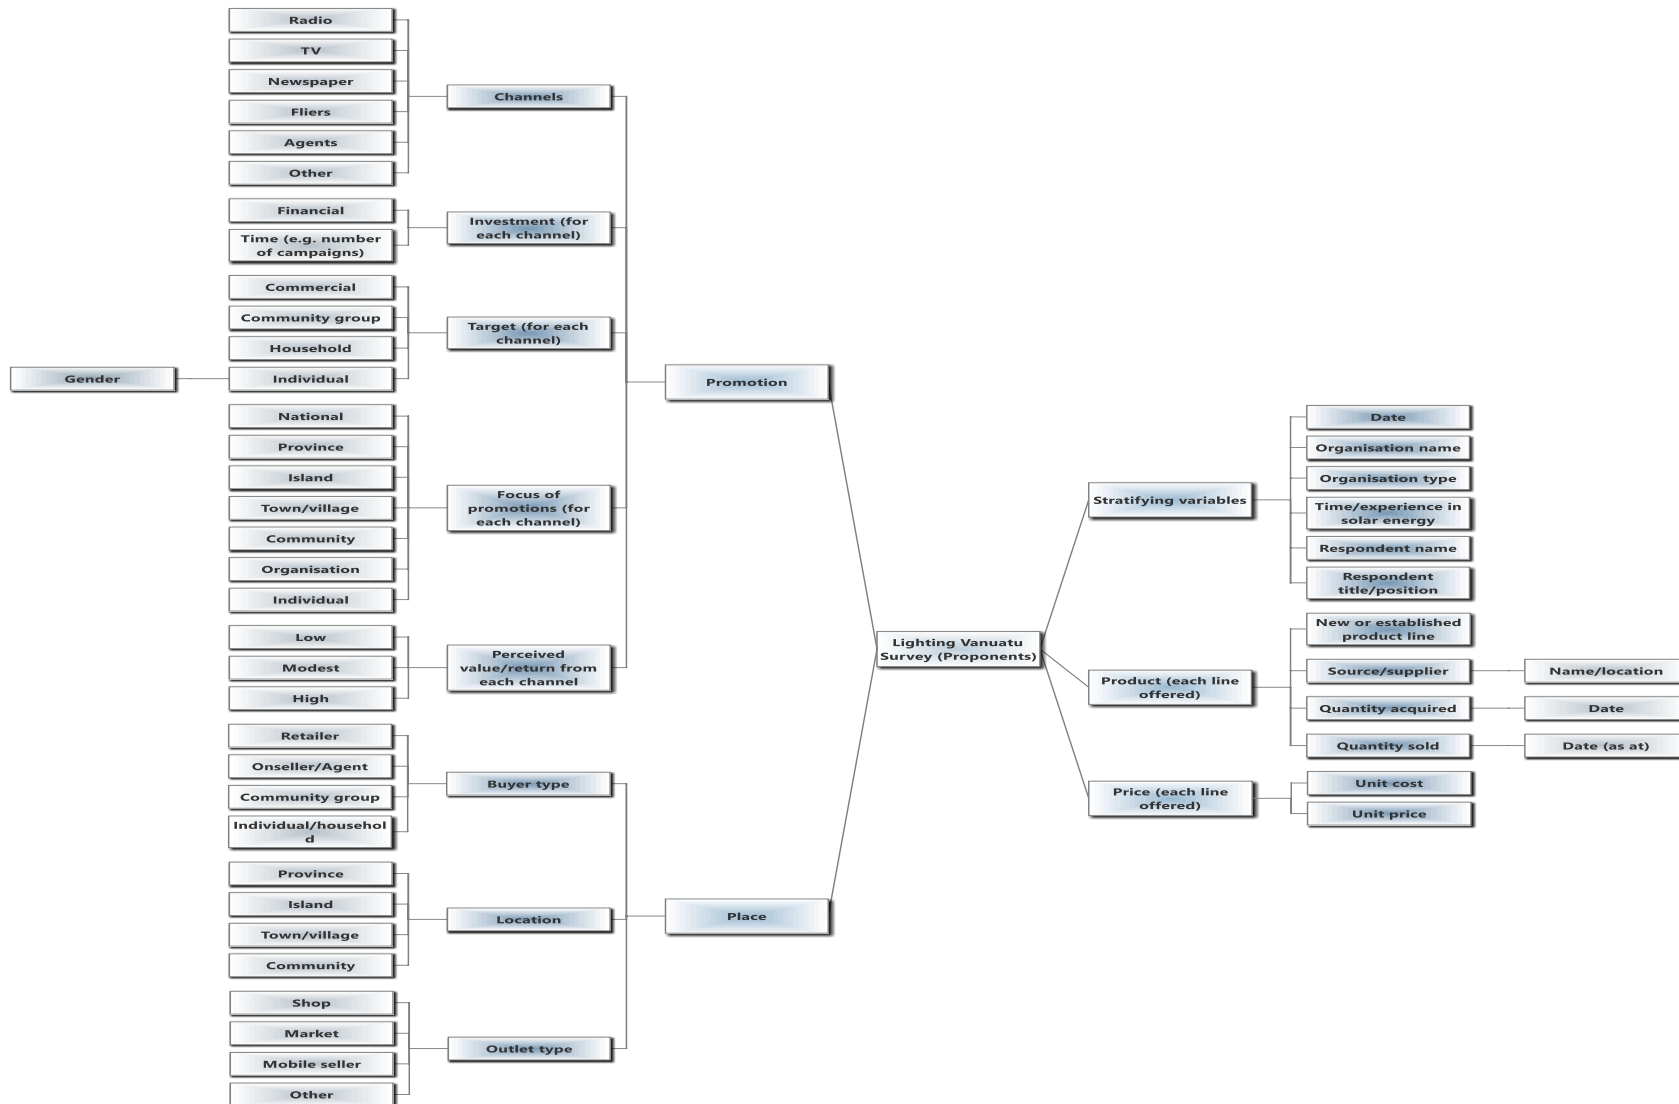 Radio
TV
Newspaper
Fliers
Agents
Other
Channels
Financial
Time (e.g. number
of campaigns)
Investment (for
each channel)
Commercial
Community group
Household
Individual
Gender
Target (for each
channel)
National
Province
Island
Town/village
Community
Organisation
Individual
Focus of
promotions (for
each channel)
Low
Modest
High
Perceived
value/return from
each channel
Promotion
Retailer
Onseller/Agent
Community group
Individual/househol
d
Buyer type
Province
Island
Town/village
Community
Location
Shop
Market
Mobile seller
Other
Outlet type
Place
Lighting Vanuatu
Survey (Proponents)
Stratifying variables
Date
Organisation name
Organisation type
Time/experience in
solar energy
Respondent name
Respondent
title/position
Product (each line
offered)
New or established
product line
Source/supplier
Name/location
Quantity acquired
Date
Quantity sold
Date (as at)
Price (each line
offered)
Unit cost
Unit price